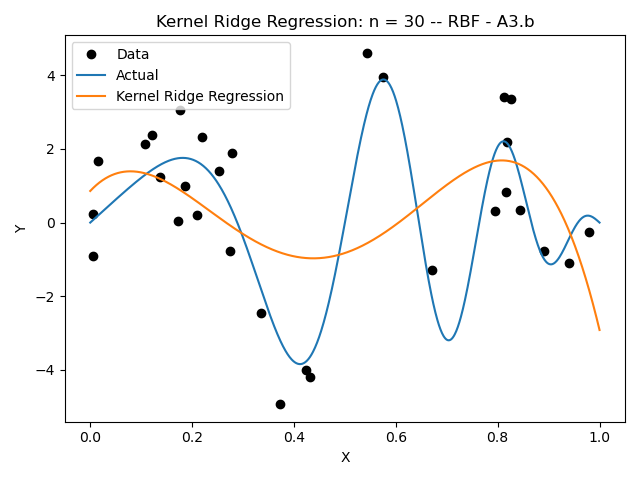 Kernel Ridge Regression: n = 30 -- RBF - A3.b
Data
Actual
Kernel Ridge Regression
4
2
0
−2
−4
Y
0.0 0.2 0.4 0.6 0.8 1.0
X